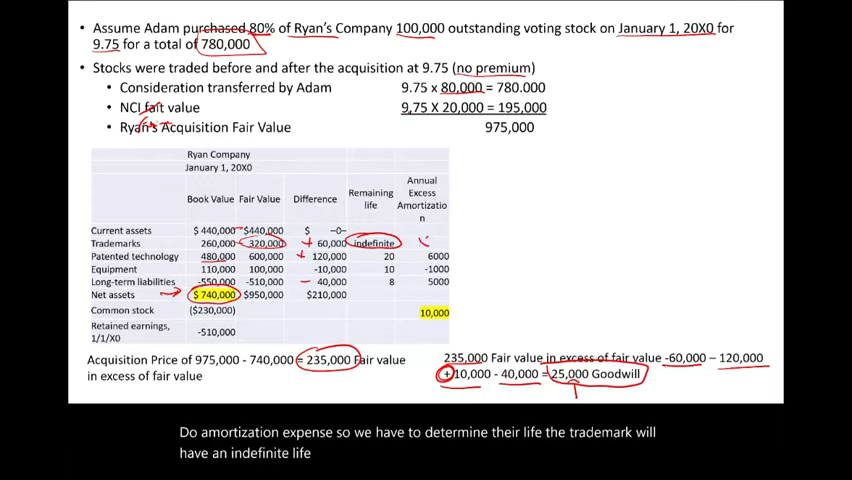 • Assume Adam purchased 80% of Ryan's Company 100,000 outstanding voting stock on January 1, 20X0 for
9.75 for a total of 780,000
• Stocks were traded before and after the acquisition at 9.75 (no premium)
• Consideration transferred by Adam 9.75 x 80,000 = 780.000
• NCI fait value 9,75 X 20,000 = 195,000
• Ryan's Acquisition Fair Value 975,000
Ryan Company
January 1, 20X0
Book Value Fair Value Difference Remaining life Annual Excess Amortizatio n
Current assets $ 440,000 $440,000 $ –0–
Trademarks 260,000 320,000 60,000 indefinite
Patented technology 480,000 600,000 120,000 20 6000
Equipment 110,000 100,000 -10,000 10 -1000
Long-term liabilities -550,000 -510,000 40,000 8 5000
Net assets $ 740,000 $950,000 $210,000
Common stock ($230,000) 10,000
Retained earnings, 1/1/X0 -510,000
Acquisition Price of 975,000 - 740,000 = 235,000 Fair value
in excess of fair value
235,000 Fair value in excess of fair value -60,000 – 120,000
+ 10,000 - 40,000 = 25,000 Goodwill
Do amortization expense so we have to determine their life the trademark will
have an indefinite life